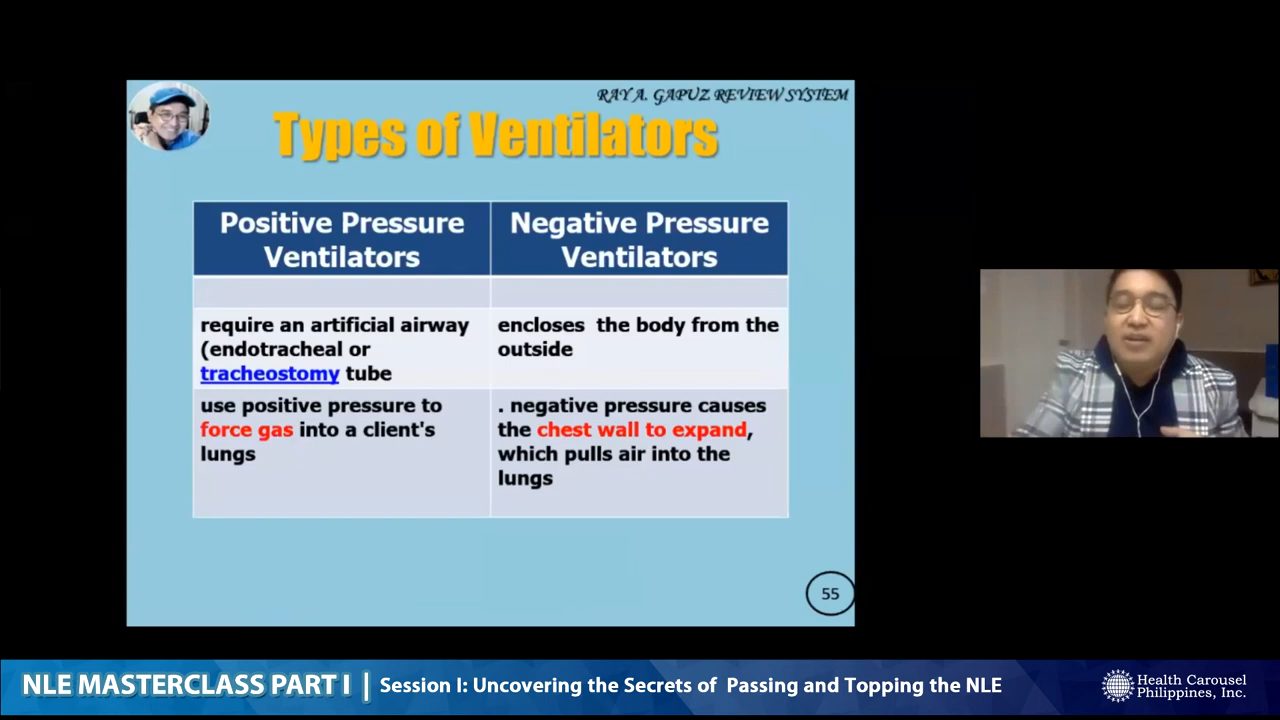 RAY A. GAPUZ REVIEW SYSTEM
Types of Ventilators
Positive Pressure
Ventilators
Negative Pressure
Ventilators
require an artificial airway
(endotracheal or
tracheostomy tube
encloses the body from the
outside
use positive pressure to
force gas into a client's
lungs
. negative pressure causes
the chest wall to expand,
which pulls air into the
lungs
55
NLE MASTERCLASS PART I | Session I: Uncovering the Secrets of Passing and Topping the NLE
Health Carousel
Philippines, Inc.